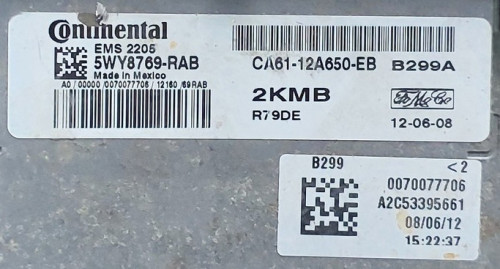 Continental
EMS 2205
5WY8769-RAB
Made in Mexico
A0 / 00000 /0070077706 / 12160 /69RAB
CA61-12A650-EB B299A
2KMB
R79DE
FoMoCo
12-06-08
B299 <2
0070077706
A2C53395661
08/06/12
15:22:37